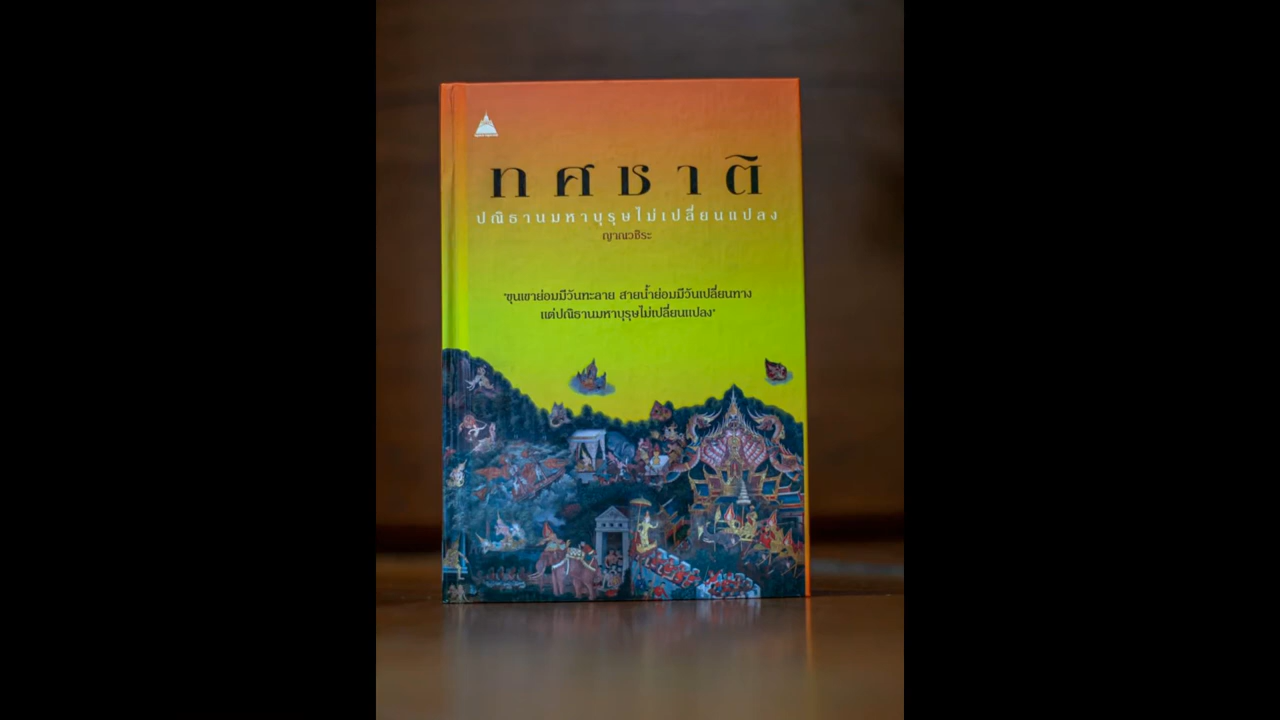 ทศชาติ
ปณิธานมหาบุรุษไม่เปลี่ยนแปลง
ญาณวชิระ
"ขุนเขาย่อมมีวันทะลาย สายน้ำย่อมมีวันเปลี่ยนทาง
แต่ปณิธานมหาบุรุษไม่เปลี่ยนแปลง"